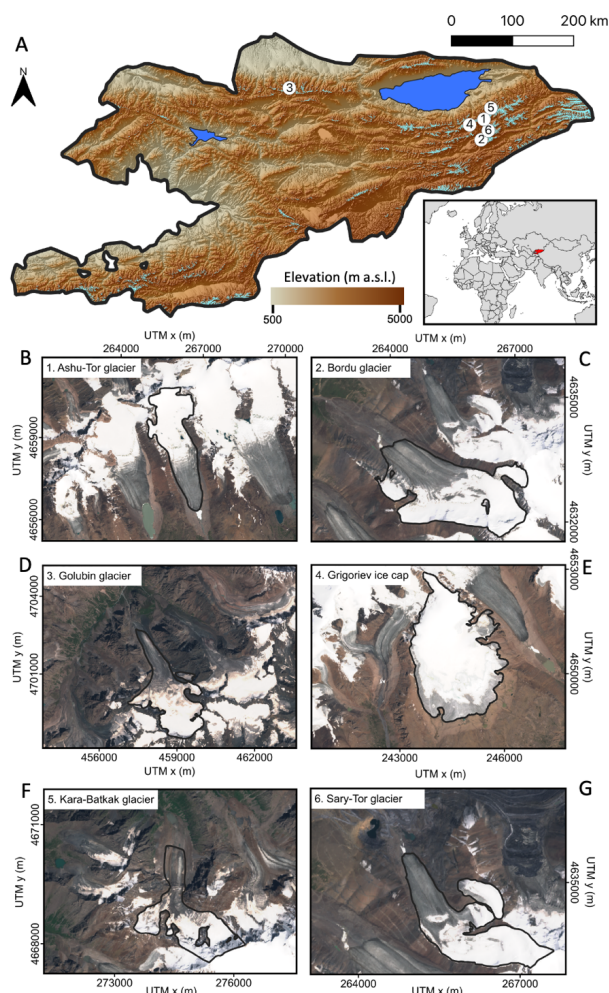 0 100 200 km
A
N
3
5
1
4
6
2
Elevation (m a.s.l.)
500 5000
UTM x (m)
264000 267000 270000
B
1. Ashu-Tor glacier
UTM y (m)
4659000
4656000
UTM x (m)
264000 267000
C
2. Bordu glacier
4635000
UTM y (m)
4632000
D
3. Golubin glacier
UTM y (m)
4704000
4701000
456000 459000 462000
UTM x (m)
E
4. Grigoriev ice cap
4653000
4650000
UTM y (m)
243000 246000
UTM x (m)
F
5. Kara-Batkak glacier
UTM y (m)
4671000
4668000
273000 276000
UTM x (m)
G
6. Sary-Tor glacier
UTM y (m)
4635000
264000 267000
UTM x (m)